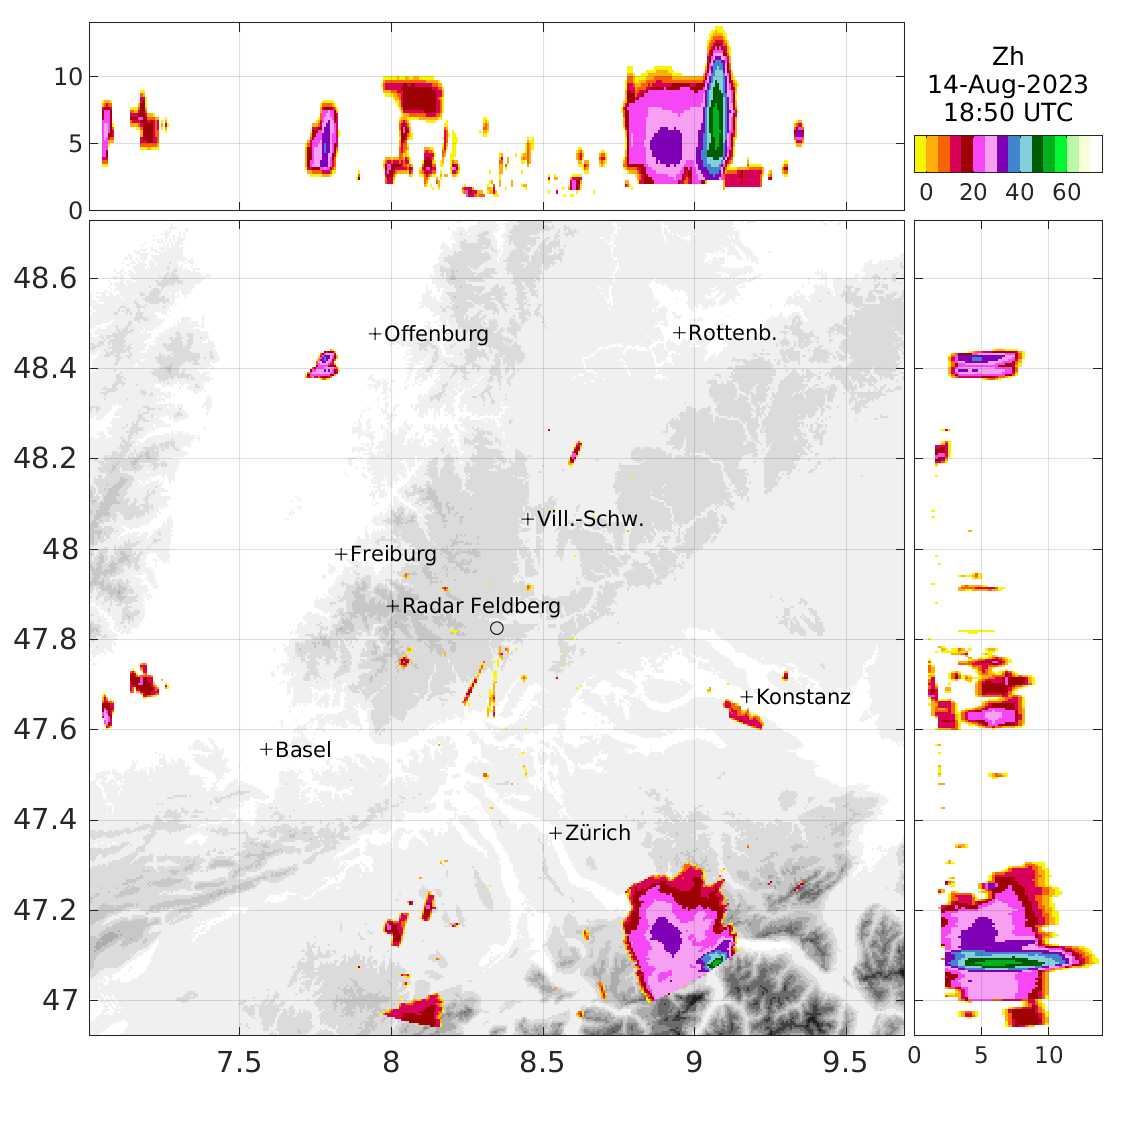 Zh
14-Aug-2023
18:50 UTC
0 20 40 60
10
5
0
48.6
48.4
48.2
48
47.8
47.6
47.4
47.2
47
+Offenburg
+Rottenb.
+Vill.-Schw.
+Freiburg
+Radar Feldberg
+Konstanz
+Basel
+Zürich
7.5 8 8.5 9 9.5
0 5 10